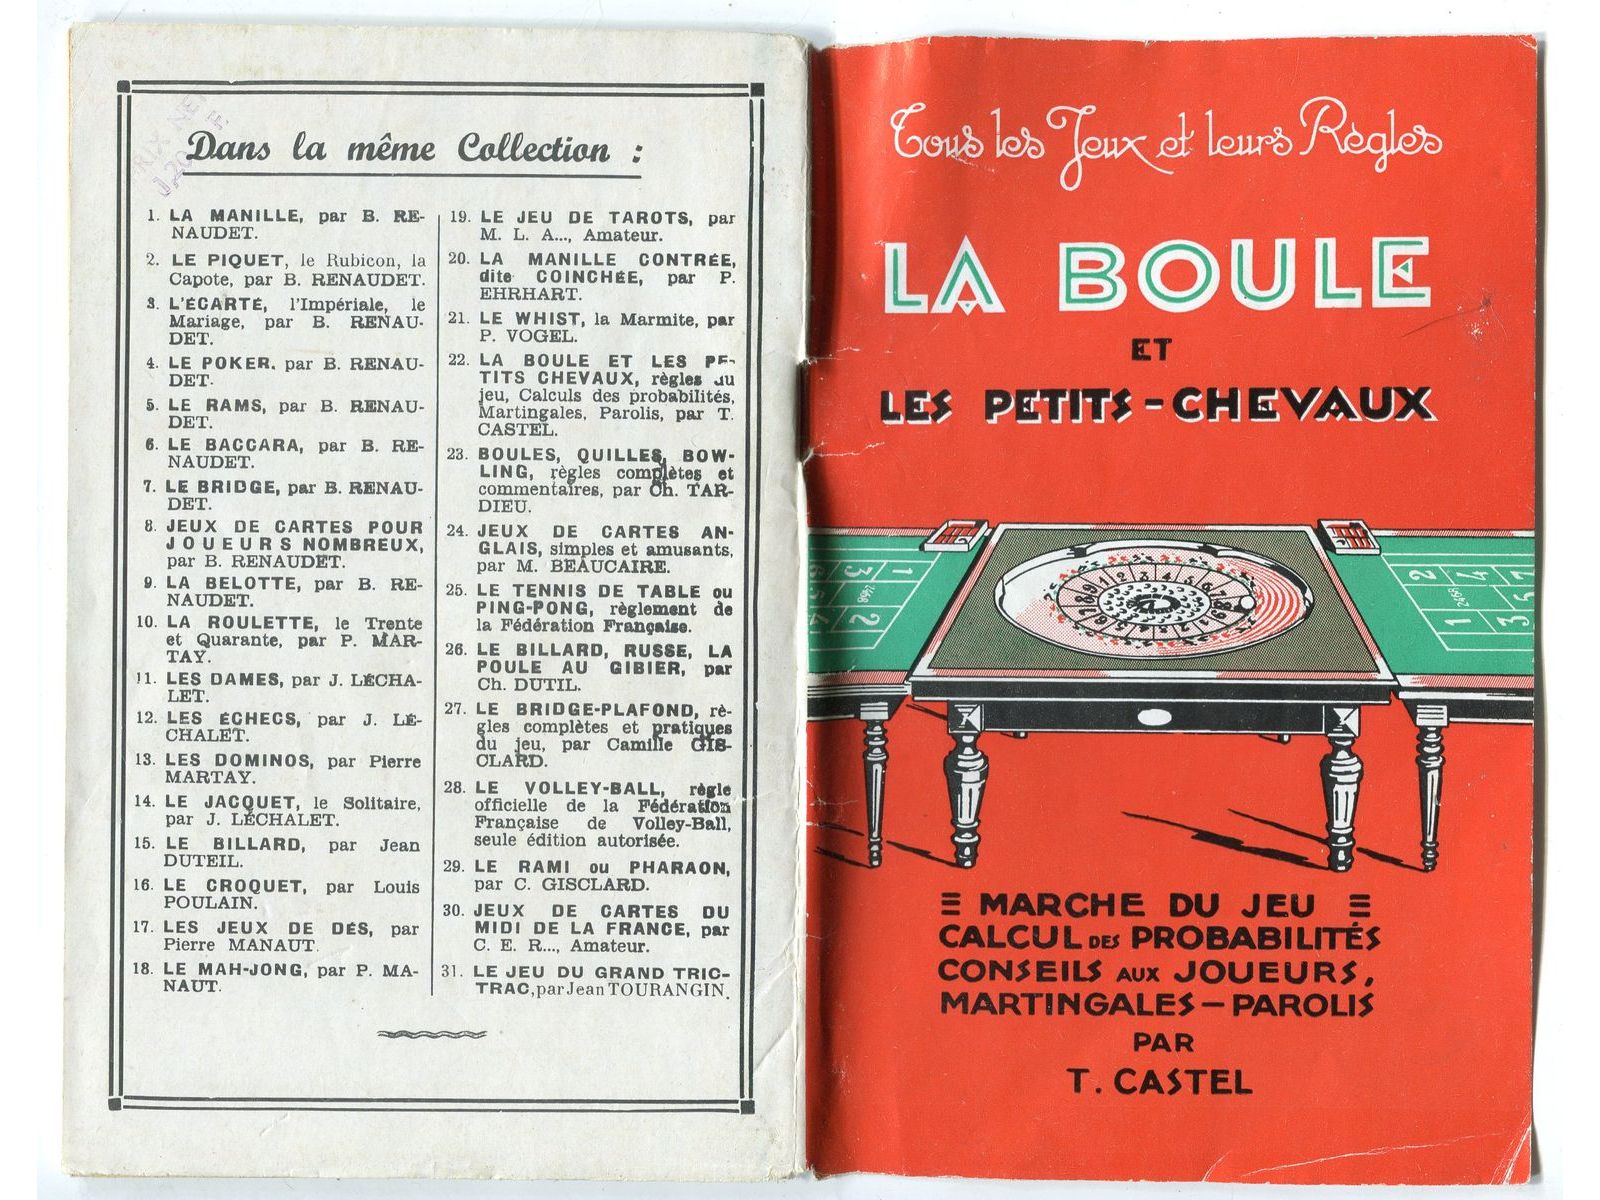 Dans la même Collection :
1. LA MANILLE, par B. RE-
NAUDET.
2. LE PIQUET, le Rubicon, la
Capote, par B. RENAUDET.
3. L'ÉCARTÉ, l'Impériale, le
Mariage, par B. RENAU-
DET.
4. LE POKER. par B. RENAU-
DET.
5. LE RAMS, par B. RENAU-
DET.
6. LE BACCARA, par B. RE-
NAUDET.
7. LE BRIDGE, par B. RENAU-
DET.
8. JEUX DE CARTES POUR
JOUEURS NOMBREUX,
par B. RENAUDET.
9. LA BELOTTE, par B. RE-
NAUDET.
10. LA ROULETTE, le Trente
et Quarante, par P. MAR-
TAY.
11. LES DAMES, par J. LÉCHA-
LET.
12. LES ÉCHECS, par J. LÉ-
CHALET.
13. LES DOMINOS, par Pierre
MARTAY.
14. LE JACQUET, le Solitaire,
par J. LÉCHALET.
15. LE BILLARD, par Jean
DUTEIL.
16. LE CROQUET, par Louis
POULAIN.
17. LES JEUX DE DÉS, par
Pierre MANAUT.
18. LE MAH-JONG, par P. MA-
NAUT.
19. LE JEU DE TAROTS, par
M. L. A..., Amateur.
20. LA MANILLE CONTRÉE,
dite COINCHÉE, par P.
EHRHART.
21. LE WHIST, la Marmite, par
P. VOGEL.
22. LA BOULE ET LES PE-
TITS CHEVAUX, règles du
jeu, Calculs des probabilités,
Martingales, Parolis, par T.
CASTEL.
23. BOULES, QUILLES, BOW-
LING, règles complètes et
commentaires, par Ch. TAR-
DIEU.
24. JEUX DE CARTES AN-
GLAIS, simples et amusants,
par M. BEAUCAIRE.
25. LE TENNIS DE TABLE ou
PING-PONG, règlement de
la Fédération Française.
26. LE BILLARD, RUSSE, LA
POULE AU GIBIER, par
Ch. DUTIL.
27. LE BRIDGE-PLAFOND, rè-
gles complètes et pratiques
du jeu, par Camille GIS-
CLARD.
28. LE VOLLEY-BALL, règle
officielle de la Fédération
Française de Volley-Ball,
seule édition autorisée.
29. LE RAMI ou PHARAON,
par C. GISCLARD.
30. JEUX DE CARTES DU
MIDI DE LA FRANCE, par
C. E. R..., Amateur.
31. LE JEU DU GRAND TRIC-
TRAC, par Jean TOURANGIN.
Tous les Jeux et leurs Règles
LA BOULE
ET
LES PETITS-CHEVAUX
MARCHE DU JEU
CALCUL DES PROBABILITÉS
CONSEILS AUX JOUEURS,
MARTINGALES - PAROLIS
PAR
T. CASTEL